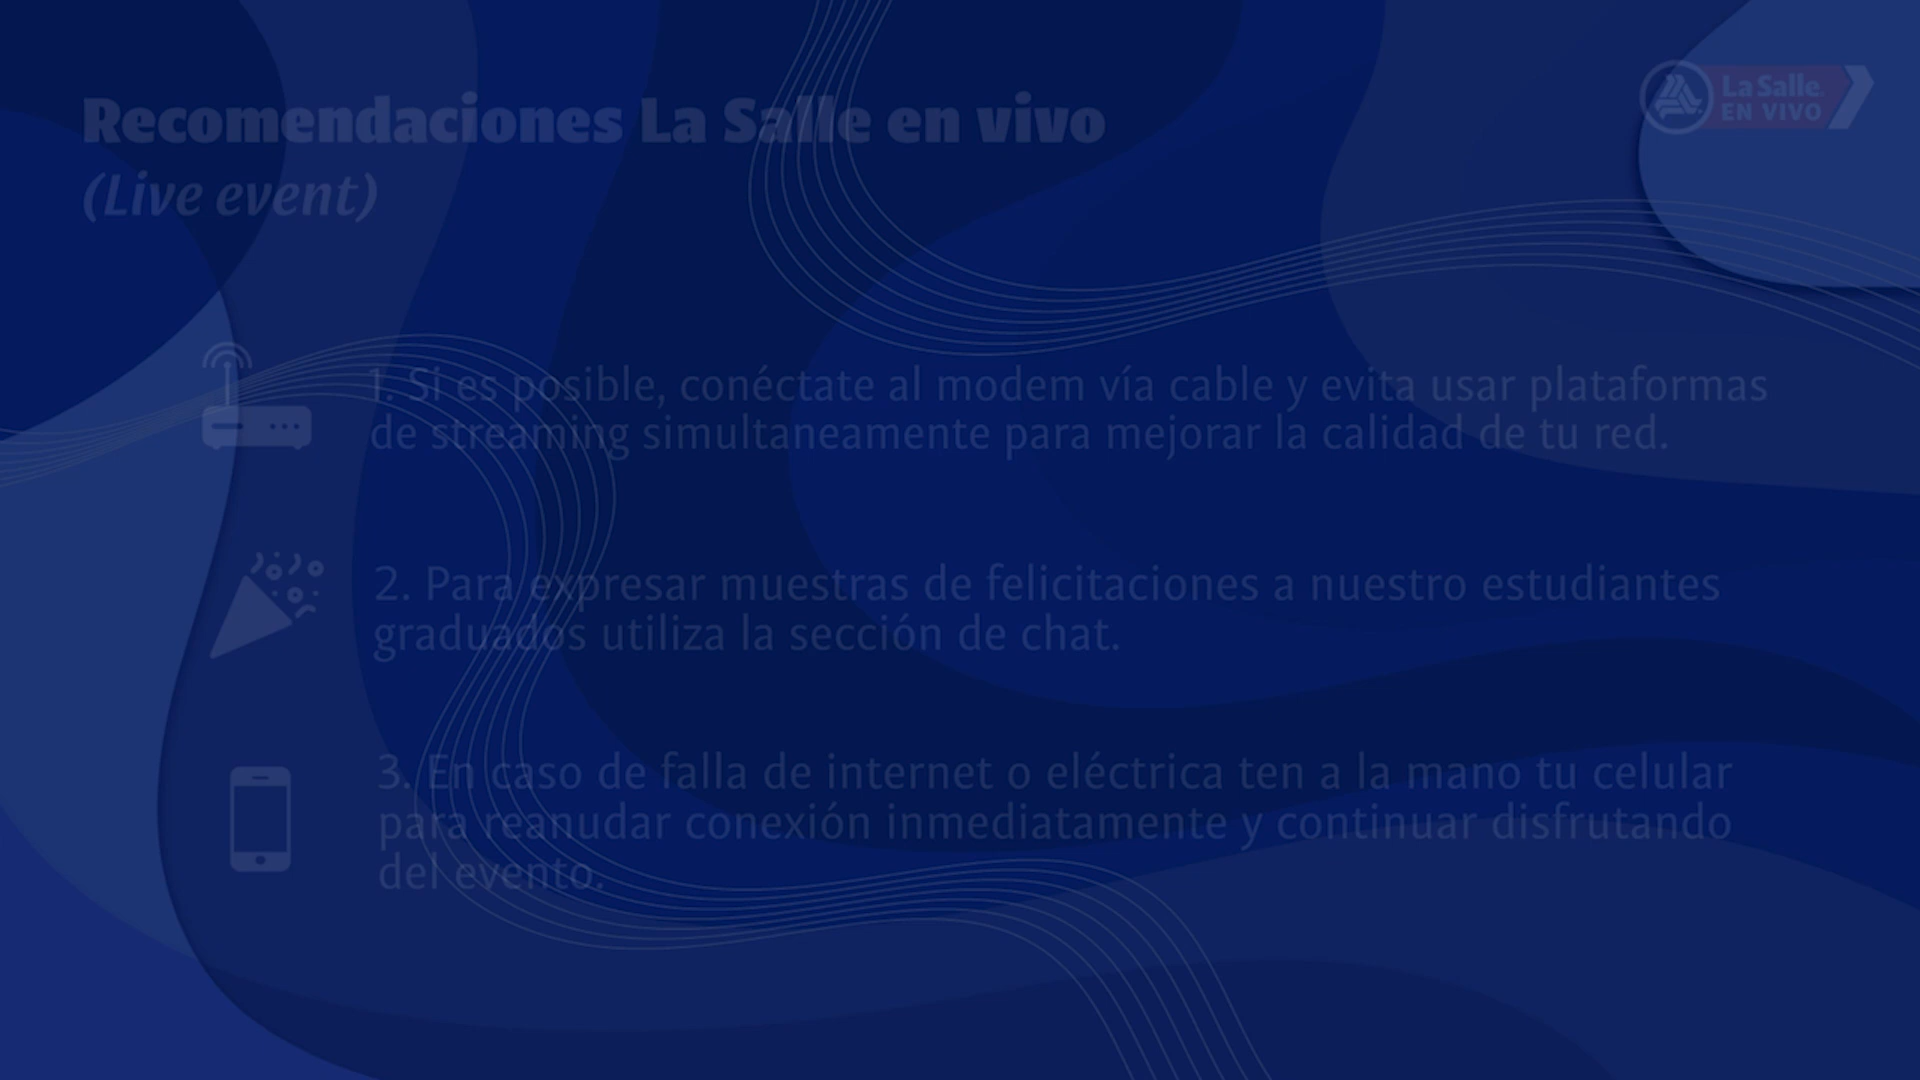 Recomendaciones La Salle en vivo
(Live event)
La Salle.
EN VIVO
1. Si es posible, conéctate al modem vía cable y evita usar plataformas
de streaming simultaneamente para mejorar la calidad de tu red.
2. Para expresar muestras de felicitaciones a nuestro estudiantes
graduados utiliza la sección de chat.
3. En caso de falla de internet o eléctrica ten a la mano tu celular
para reanudar conexión inmediatamente y continuar disfrutando
del evento.